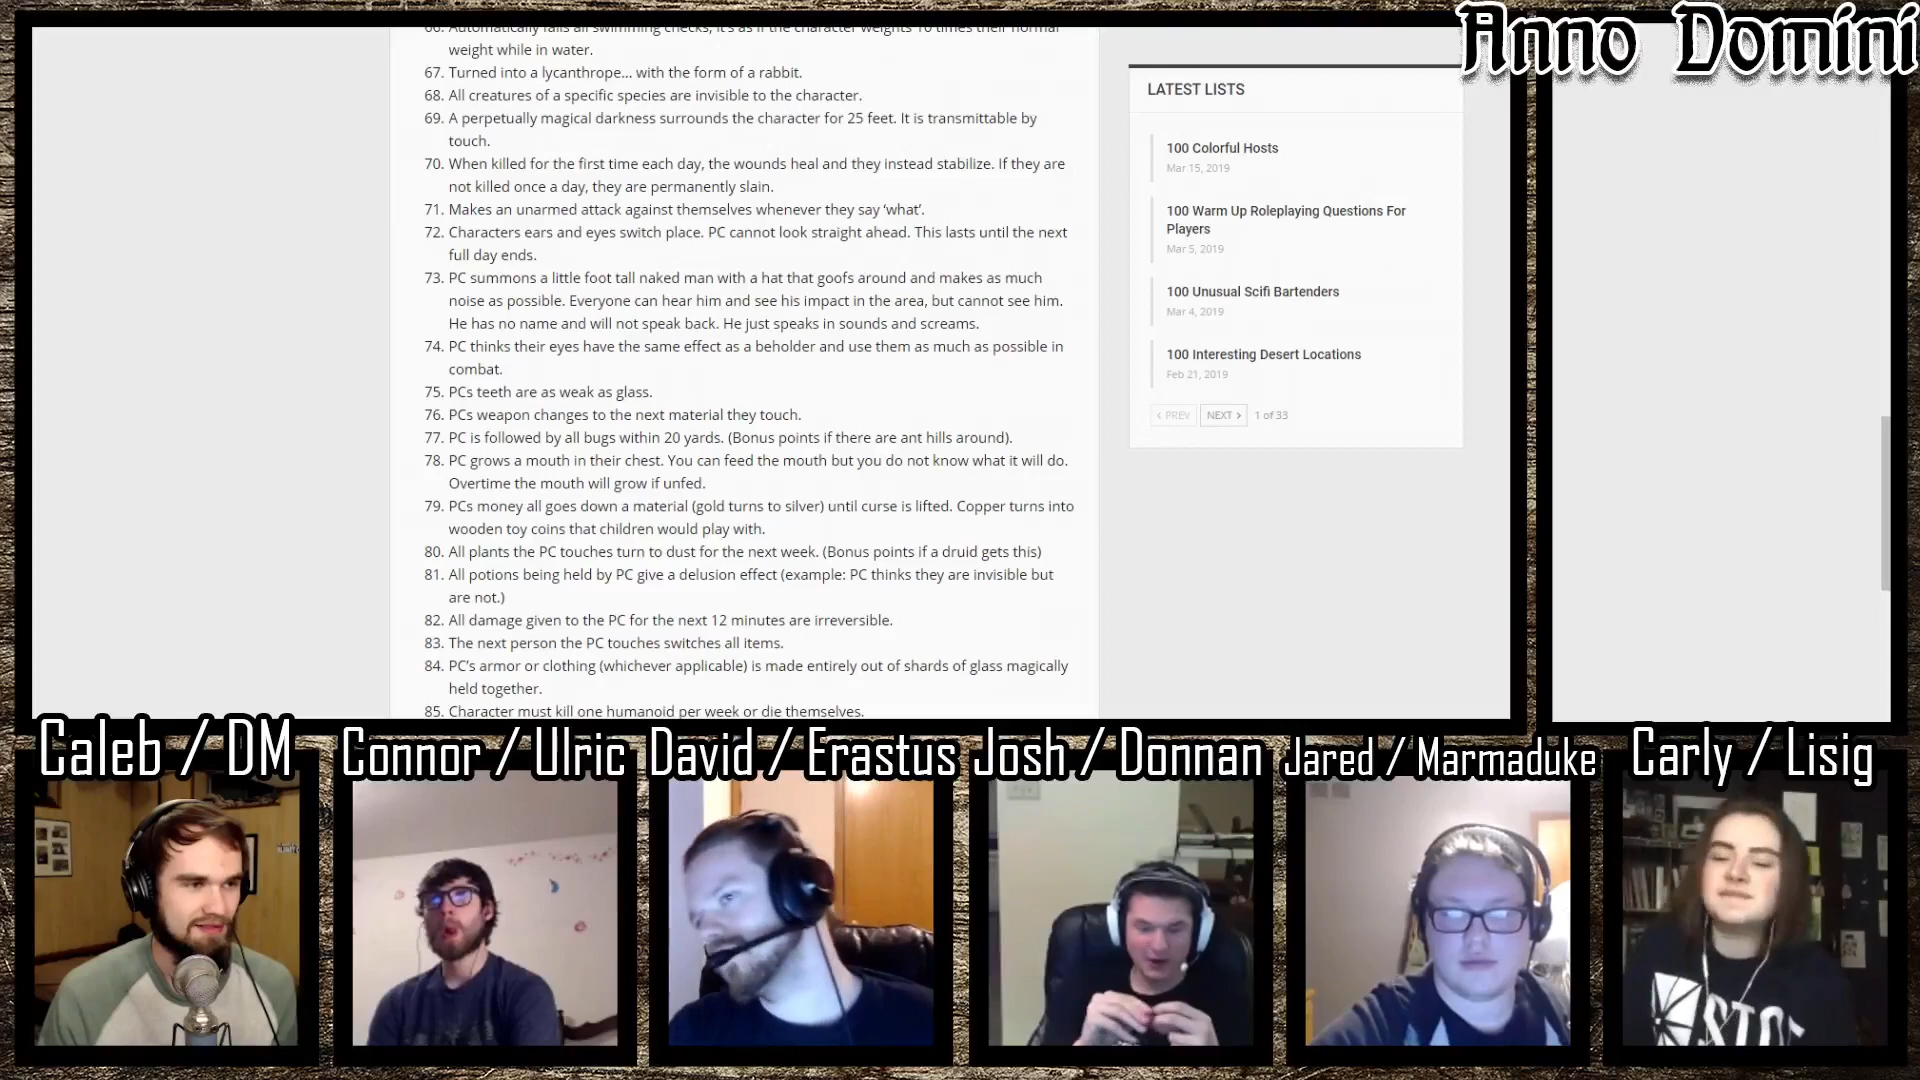 Anno Domini
66. Automatically fails all swimming checks, it's as if the character weights 10 times their normal
weight while in water.
67. Turned into a lycanthrope... with the form of a rabbit.
68. All creatures of a specific species are invisible to the character.
69. A perpetually magical darkness surrounds the character for 25 feet. It is transmittable by
touch.
70. When killed for the first time each day, the wounds heal and they instead stabilize. If they are
not killed once a day, they are permanently slain.
71. Makes an unarmed attack against themselves whenever they say ‘what’.
72. Characters ears and eyes switch place. PC cannot look straight ahead. This lasts until the next
full day ends.
73. PC summons a little foot tall naked man with a hat that goofs around and makes as much
noise as possible. Everyone can hear him and see his impact in the area, but cannot see him.
He has no name and will not speak back. He just speaks in sounds and screams.
74. PC thinks their eyes have the same effect as a beholder and use them as much as possible in
combat.
75. PCs teeth are as weak as glass.
76. PCs weapon changes to the next material they touch.
77. PC is followed by all bugs within 20 yards. (Bonus points if there are ant hills around).
78. PC grows a mouth in their chest. You can feed the mouth but you do not know what it will do.
Overtime the mouth will grow if unfed.
79. PCs money all goes down a material (gold turns to silver) until curse is lifted. Copper turns into
wooden toy coins that children would play with.
80. All plants the PC touches turn to dust for the next week. (Bonus points if a druid gets this)
81. All potions being held by PC give a delusion effect (example: PC thinks they are invisible but
are not.)
82. All damage given to the PC for the next 12 minutes are irreversible.
83. The next person the PC touches switches all items.
84. PC’s armor or clothing (whichever applicable) is made entirely out of shards of glass magically
held together.
85. Character must kill one humanoid per week or die themselves.
LATEST LISTS
100 Colorful Hosts
Mar 15, 2019
100 Warm Up Roleplaying Questions For
Players
Mar 5, 2019
100 Unusual Scifi Bartenders
Mar 4, 2019
100 Interesting Desert Locations
Feb 21, 2019
< PREV NEXT > 1 of 33
Caleb / DM
Connor / Ulric
David / Erastus
Josh / Donnan
Jared / Marmaduke
Carly / Lisig